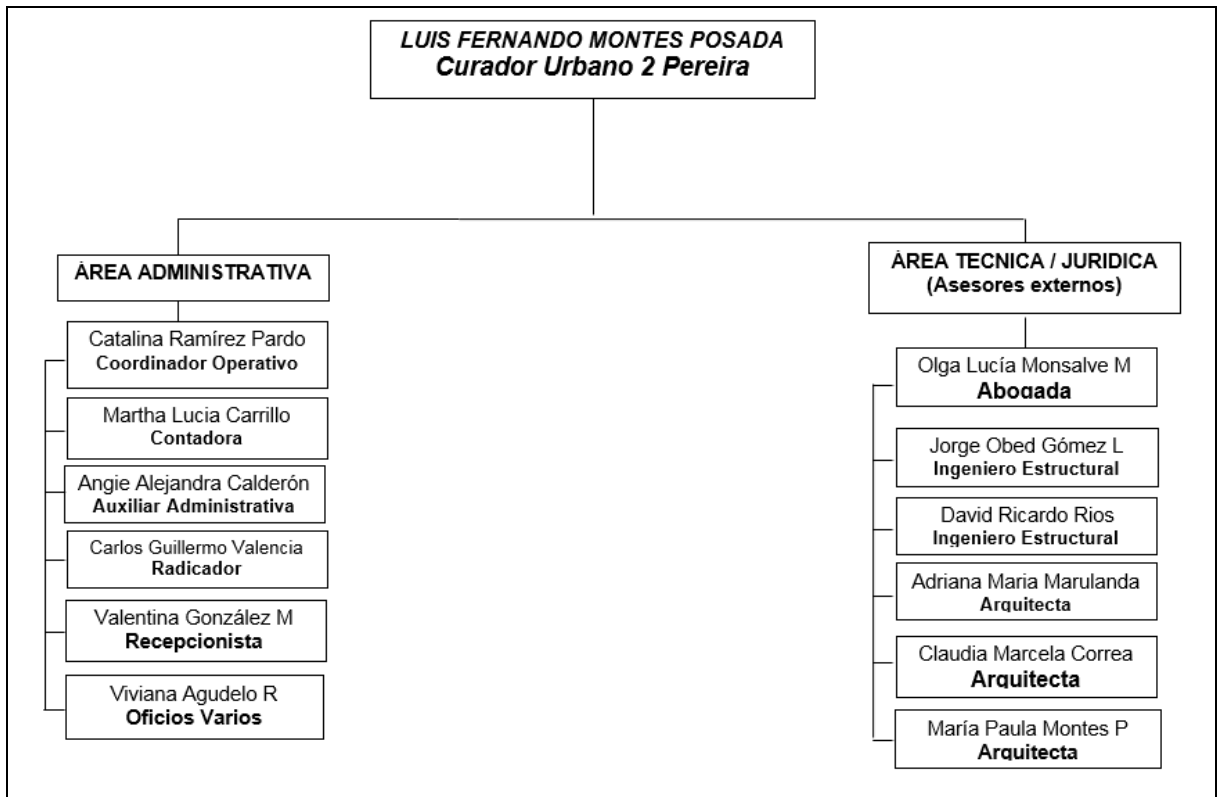 LUIS FERNANDO MONTES POSADA
Curador Urbano 2 Pereira
ÁREA ADMINISTRATIVA
Catalina Ramírez Pardo
Coordinador Operativo
Martha Lucia Carrillo
Contadora
Angie Alejandra Calderón
Auxiliar Administrativa
Carlos Guillermo Valencia
Radicador
Valentina González M
Recepcionista
Viviana Agudelo R
Oficios Varios
ÁREA TECNICA / JURIDICA
(Asesores externos)
Olga Lucía Monsalve M
Abogada
Jorge Obed Gómez L
Ingeniero Estructural
David Ricardo Rios
Ingeniero Estructural
Adriana Maria Marulanda
Arquitecta
Claudia Marcela Correa
Arquitecta
María Paula Montes P
Arquitecta